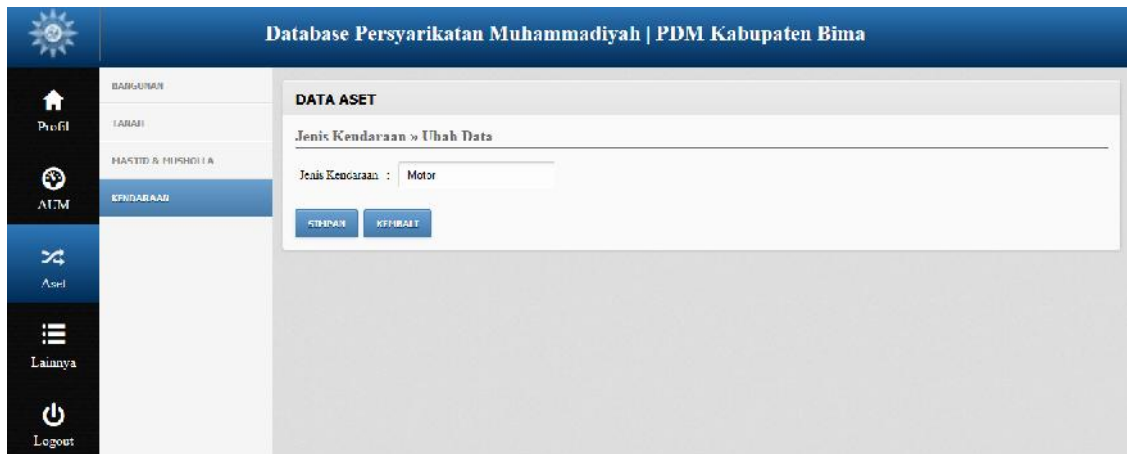 Database Persyarikatan Muhammadiyah | PDM Kabupaten Bima
Profil
AUM
Aset
Lainnya
Logout
BANGUNAN
TANAH
MASJID & MUSHOLLA
KENDARAAN
DATA ASET
Jenis Kendaraan » Ubah Data
Jenis Kendaraan : Motor
SIMPAN KEMBALI